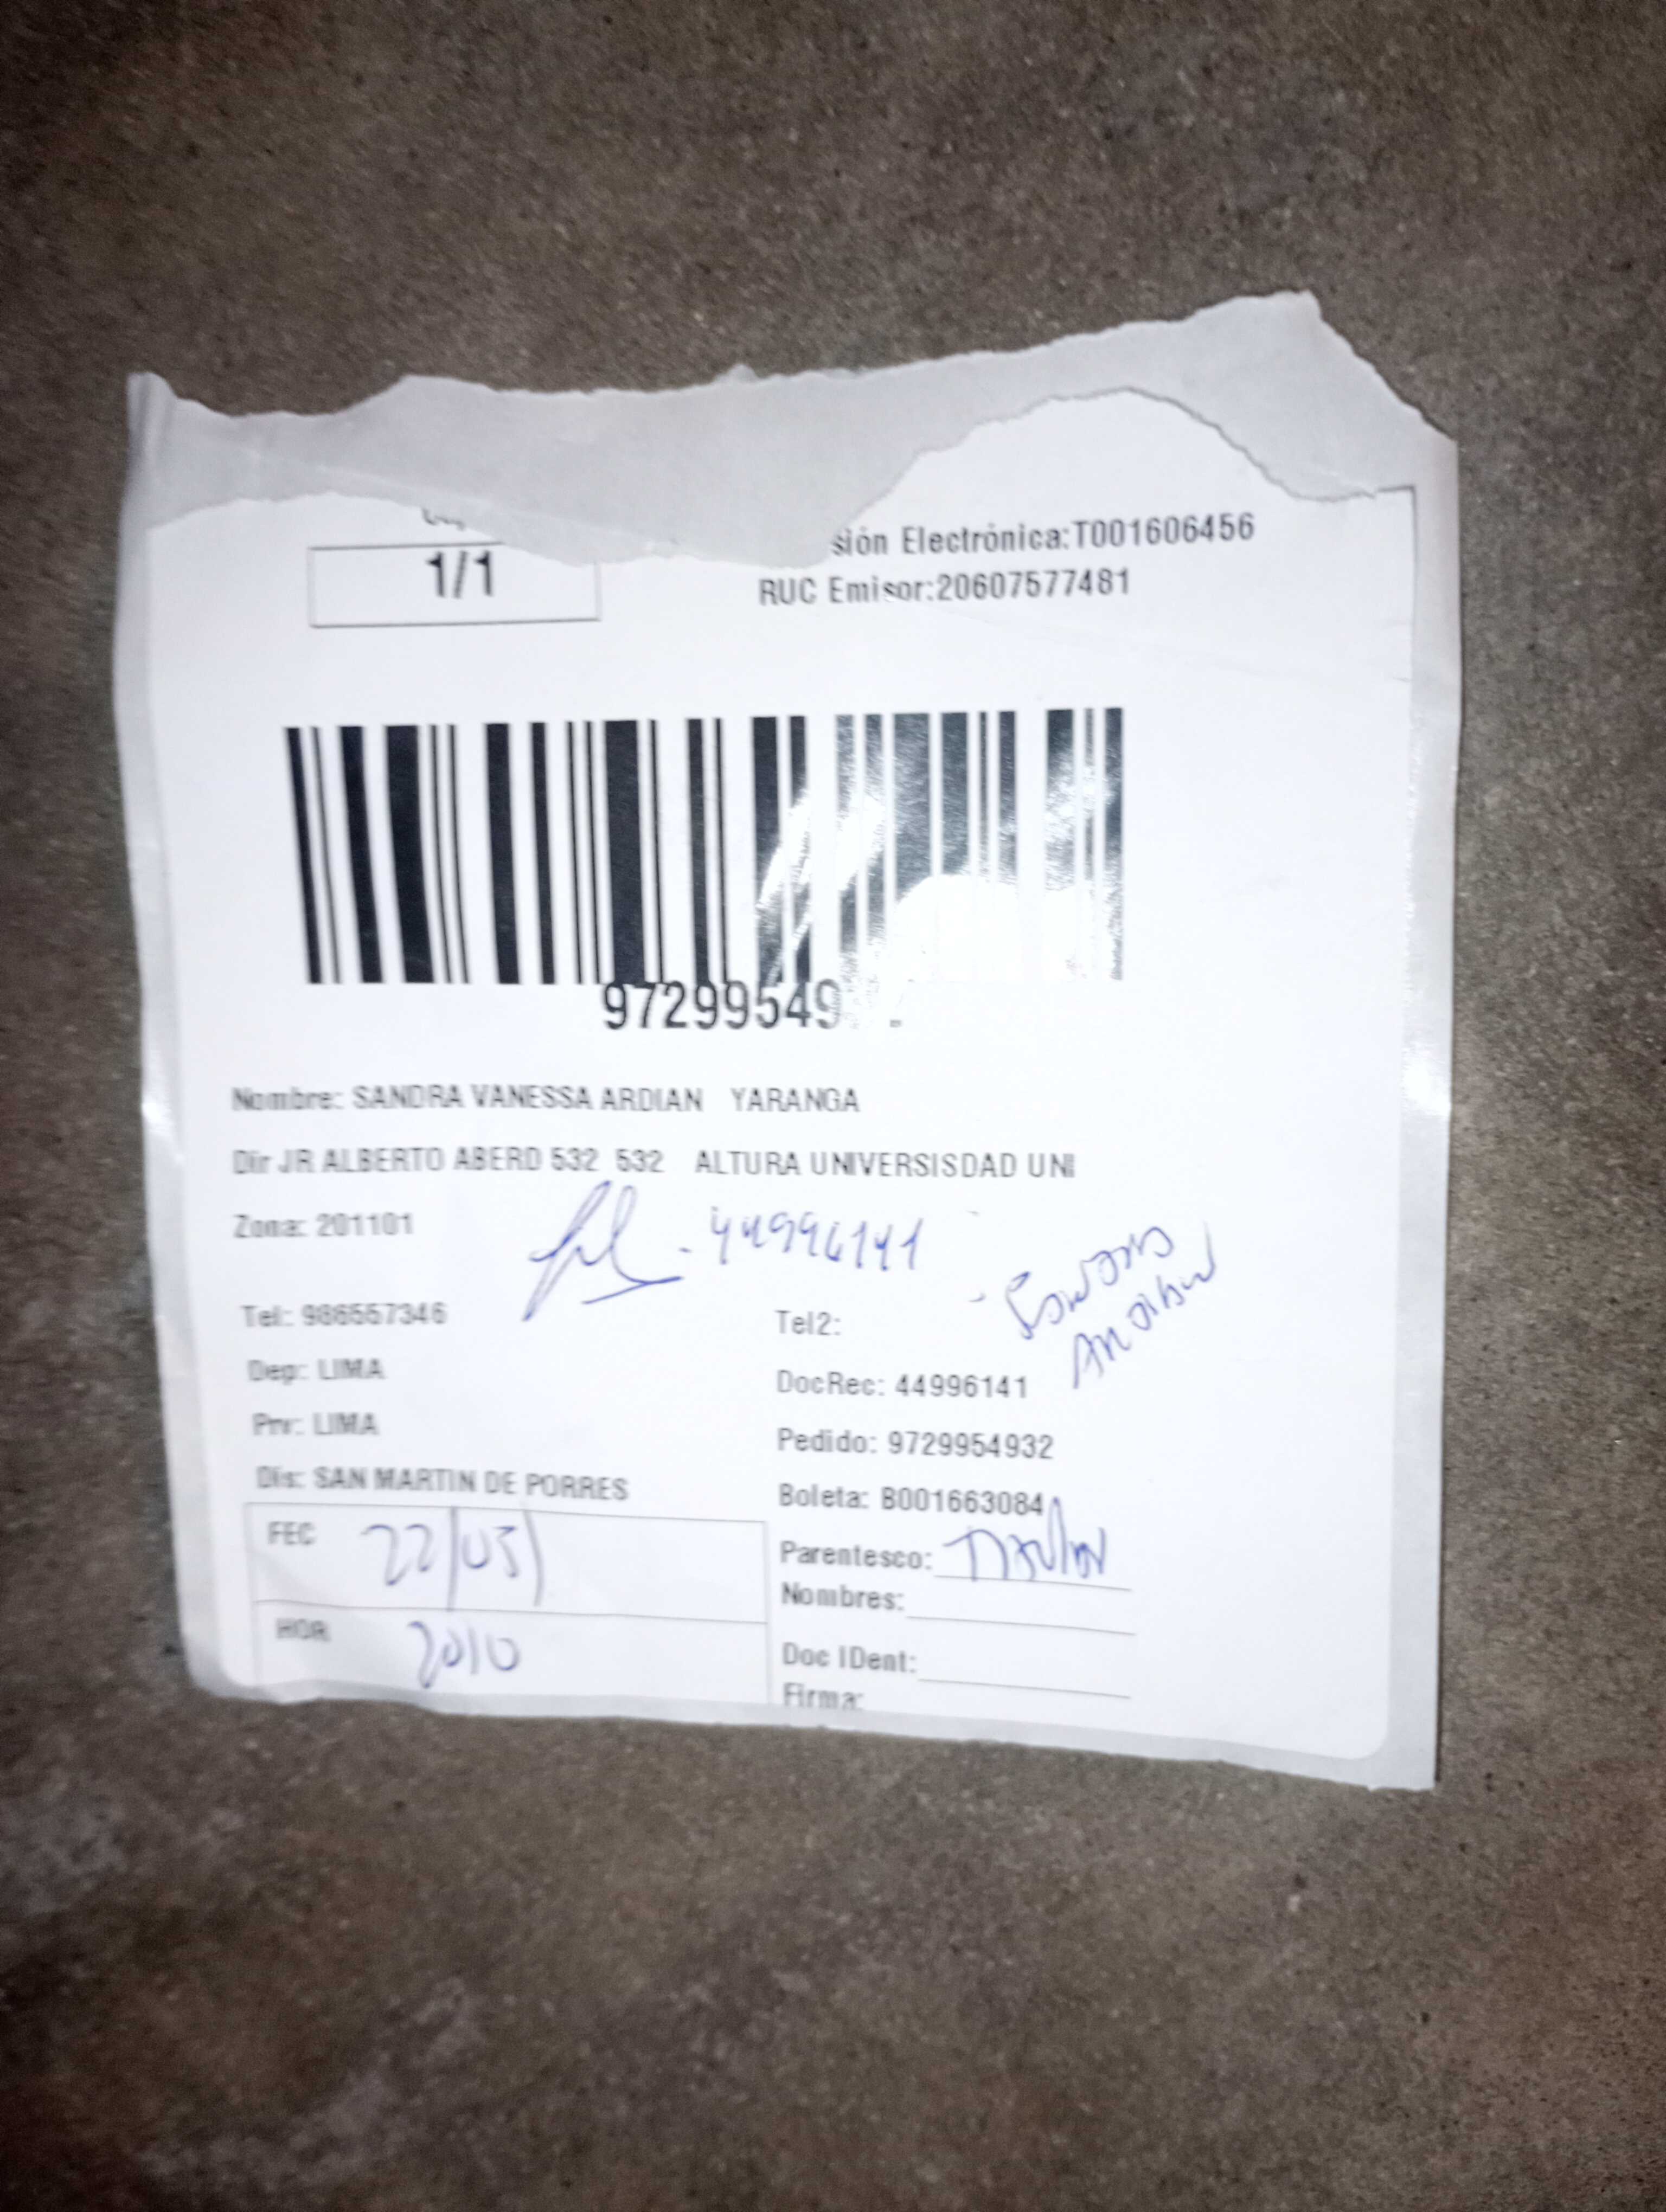 1/1
sión Electrónica:T001606456
RUC Emisor:20607577481
97299549
Nombre: SANDRA VANESSA ARDIAN YARANGA
Dir JR ALBERTO ABERD 532 532 ALTURA UNIVERSISDAD UNI
Zona: 201101
44996141
Tel: 986557346
Tel2:
Dep: LIMA
DocRec: 44996141
Prv: LIMA
Pedido: 9729954932
Dis: SAN MARTIN DE PORRES
Boleta: B001663084
FEC 22/05/
Parentesco: Titular
Nombres:
HOR 2010
Doc IDent:
Firma: